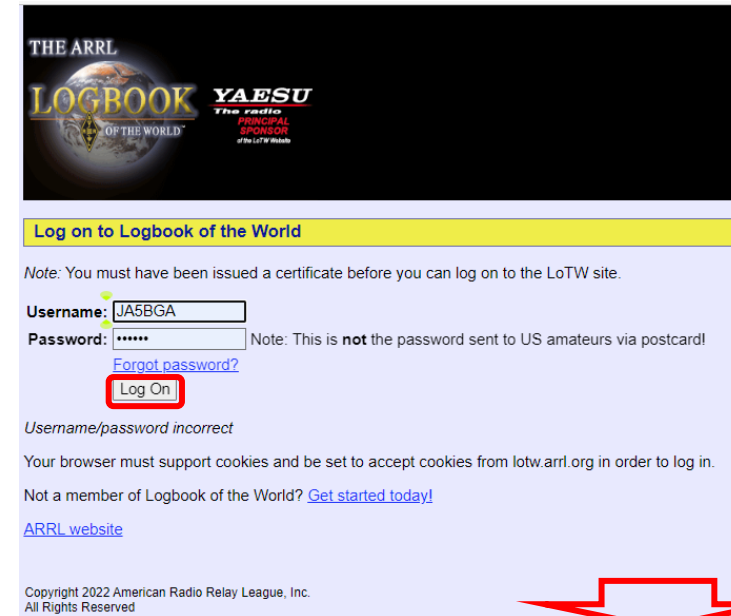 THE ARRL
LOGBOOK
OF THE WORLD™
YAESU
The radio
PRINCIPAL
SPONSOR
of the LoTW Website
Log on to Logbook of the World
Note: You must have been issued a certificate before you can log on to the LoTW site.
Username: JA5BGA
Password: •••••• Note: This is not the password sent to US amateurs via postcard!
Forgot password?
Log On
Username/password incorrect
Your browser must support cookies and be set to accept cookies from lotw.arrl.org in order to log in.
Not a member of Logbook of the World? Get started today!
ARRL website
Copyright 2022 American Radio Relay League, Inc.
All Rights Reserved